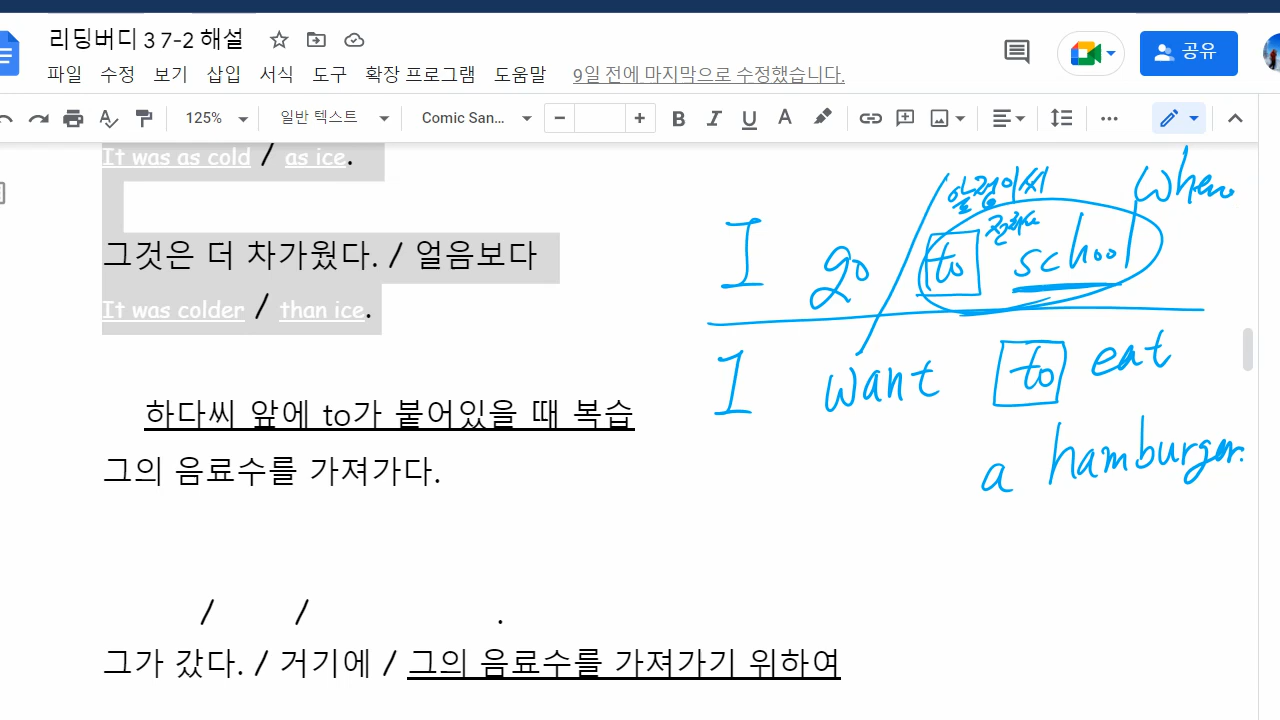 리딩버디 3 7-2 해설
파일 수정 보기 삽입 서식 도구 확장 프로그램 도움말 9일 전에 마지막으로 수정했습니다.
공유
125% 일반 텍스트 Comic San... B I U A
It was as cold / as ice.
그것은 더 차가웠다. / 얼음보다
It was colder / than ice.
하다씨 앞에 to가 붙어있을 때 복습
그의 음료수를 가져가다.
/ / .
그가 갔다. / 거기에 / 그의 음료수를 가져가기 위하여
앞정이씨
I go / to school
I want to eat
a hamburger.